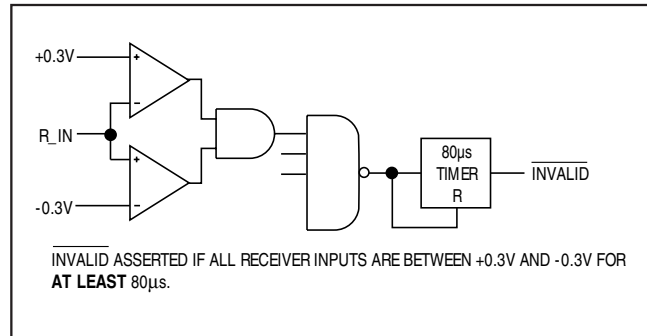 +0.3V
+
-
R_IN
+
-
-0.3V
80µs
TIMER
R
INVALID
INVALID ASSERTED IF ALL RECEIVER INPUTS ARE BETWEEN +0.3V AND -0.3V FOR
AT LEAST 80µs.